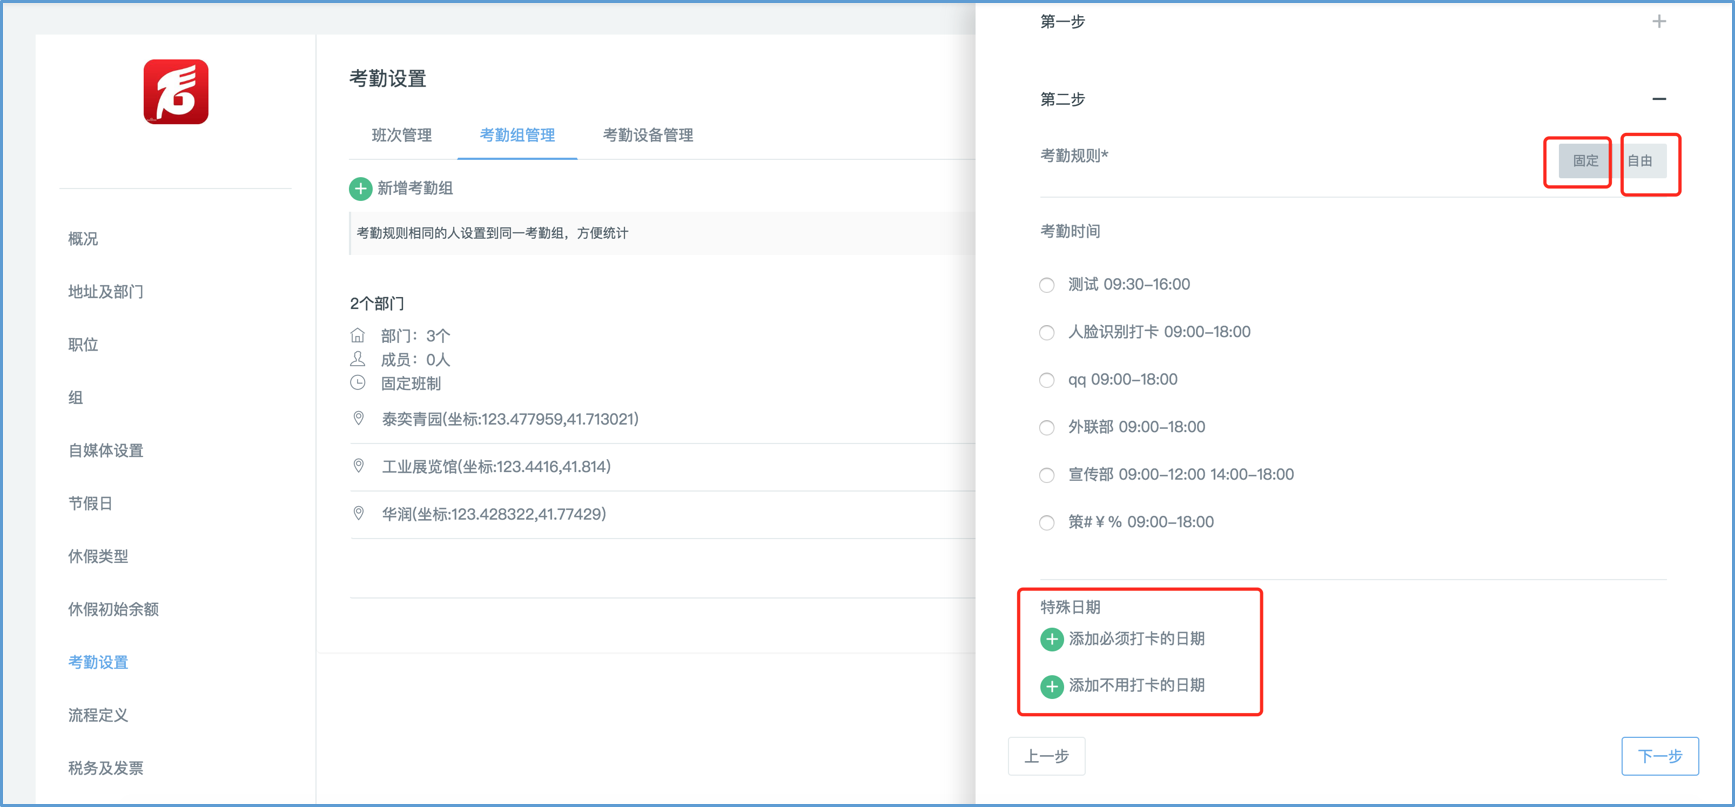 考勤设置
班次管理 考勤组管理 考勤设备管理
新增考勤组
考勤规则相同的人设置到同一考勤组，方便统计
2个部门
部门：3个
成员：0人
固定班制
泰奕青园(坐标:123.477959,41.713021)
工业展览馆(坐标:123.4416,41.814)
华润(坐标:123.428322,41.77429)
概况
地址及部门
职位
组
自媒体设置
节假日
休假类型
休假初始余额
考勤设置
流程定义
税务及发票
第一步
第二步
考勤规则*
固定 自由
考勤时间
测试 09:30-16:00
人脸识别打卡 09:00-18:00
qq 09:00-18:00
外联部 09:00-18:00
宣传部 09:00-12:00 14:00-18:00
策#￥% 09:00-18:00
特殊日期
添加必须打卡的日期
添加不用打卡的日期
上一步 下一步